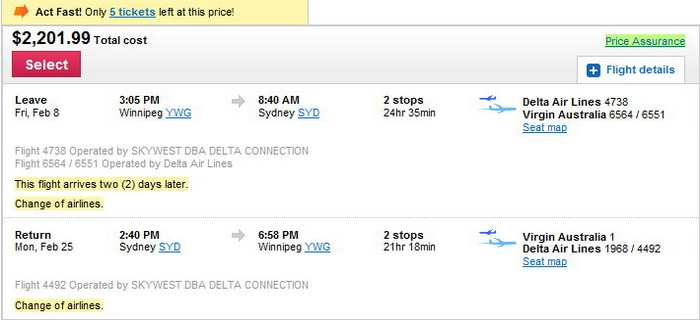 Act Fast! Only 5 tickets left at this price!
$2,201.99 Total cost
Price Assurance
Select
+ Flight details
Leave 3:05 PM 8:40 AM 2 stops Delta Air Lines 4738
Fri, Feb 8 Winnipeg YWG Sydney SYD 24hr 35min Virgin Australia 6564 / 6551
Seat map
Flight 4738 Operated by SKYWEST DBA DELTA CONNECTION
Flight 6564 / 6551 Operated by Delta Air Lines
This flight arrives two (2) days later.
Change of airlines.
Return 2:40 PM 6:58 PM 2 stops Virgin Australia 1
Mon, Feb 25 Sydney SYD Winnipeg YWG 21hr 18min Delta Air Lines 1968 / 4492
Seat map
Flight 4492 Operated by SKYWEST DBA DELTA CONNECTION
Change of airlines.